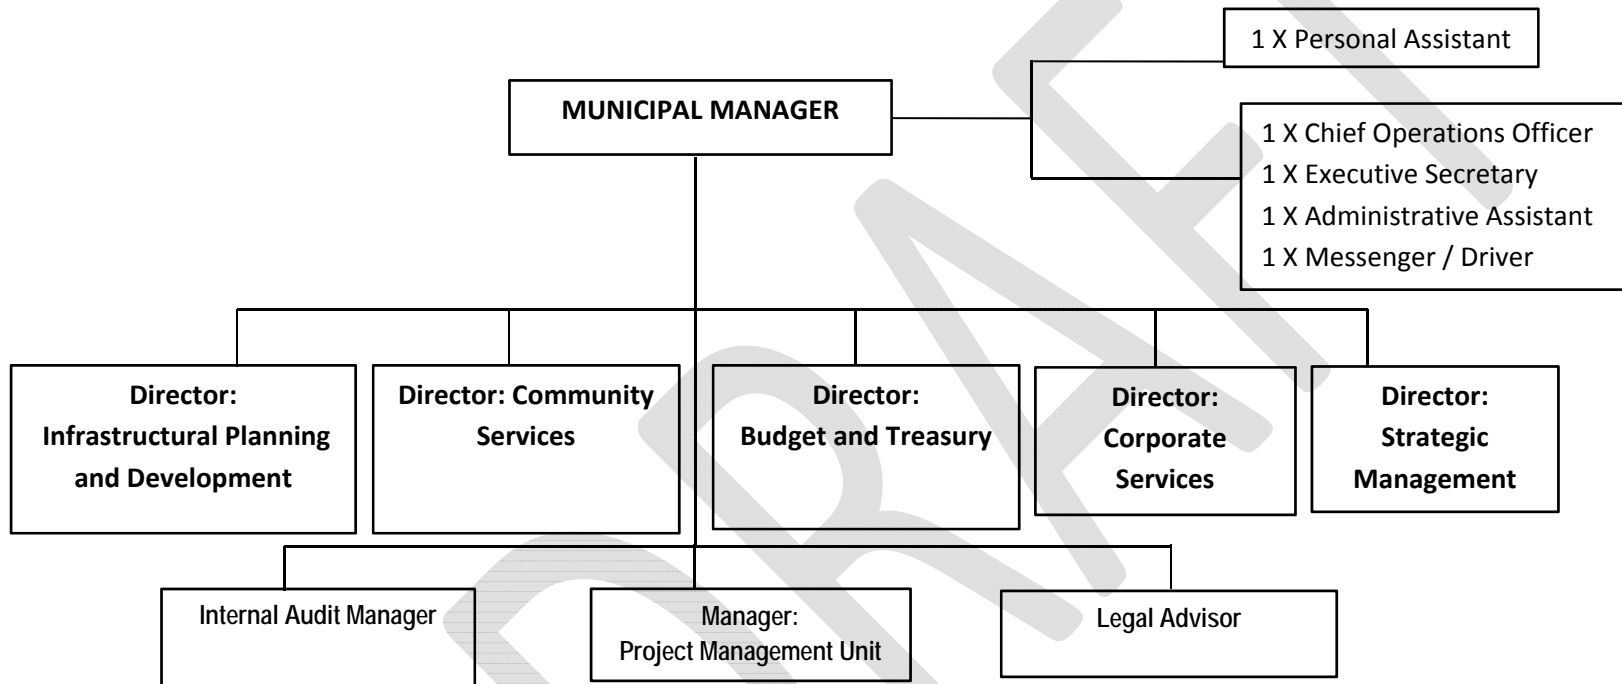 1 X Personal Assistant
MUNICIPAL MANAGER
1 X Chief Operations Officer
1 X Executive Secretary
1 X Administrative Assistant
1 X Messenger / Driver
Director:
Infrastructural Planning
and Development
Director: Community
Services
Director:
Budget and Treasury
Director:
Corporate
Services
Director:
Strategic
Management
Internal Audit Manager
Manager:
Project Management Unit
Legal Advisor
DRAFT